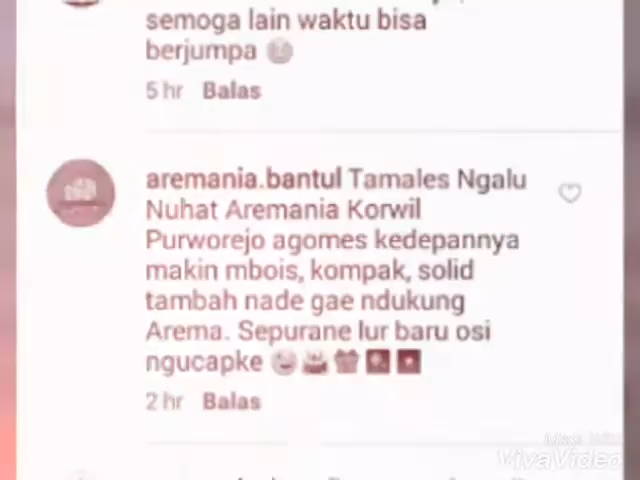 semoga lain waktu bisa
berjumpa
5 hr Balas
aremania.bantul Tamales Ngalu
Nuhat Aremania Korwil
Purworejo agomes kedepannya
makin mbois, kompak, solid
tambah nade gae ndukung
Arema. Sepurane lur baru osi
ngucapke
2 hr Balas
VivaVideo